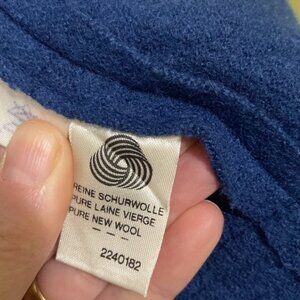 REINE SCHURWOLLE
PURE LAINE VIERGE
PURE NEW WOOL
— — —
2240182